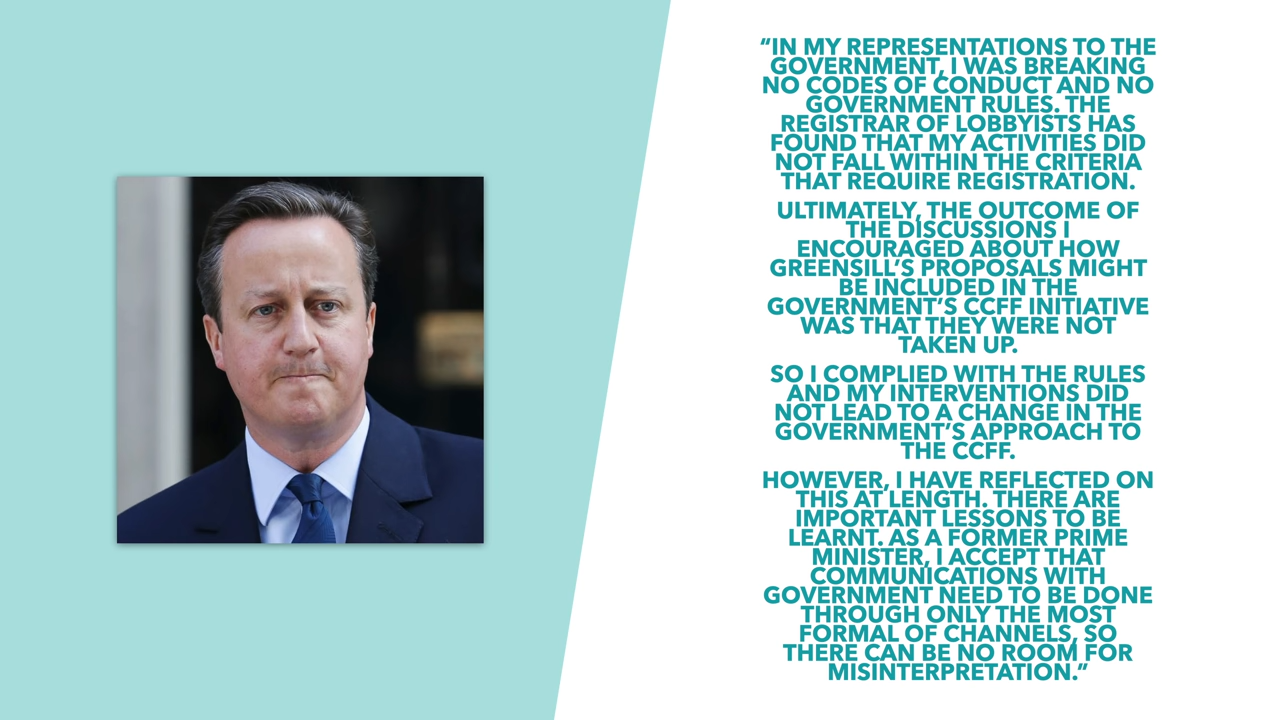 “IN MY REPRESENTATIONS TO THE
GOVERNMENT, I WAS BREAKING
NO CODES OF CONDUCT AND NO
GOVERNMENT RULES. THE
REGISTRAR OF LOBBYISTS HAS
FOUND THAT MY ACTIVITIES DID
NOT FALL WITHIN THE CRITERIA
THAT REQUIRE REGISTRATION.
ULTIMATELY, THE OUTCOME OF
THE DISCUSSIONS I
ENCOURAGED ABOUT HOW
GREENSILL’S PROPOSALS MIGHT
BE INCLUDED IN THE
GOVERNMENT’S CCFF INITIATIVE
WAS THAT THEY WERE NOT
TAKEN UP.
SO I COMPLIED WITH THE RULES
AND MY INTERVENTIONS DID
NOT LEAD TO A CHANGE IN THE
GOVERNMENT’S APPROACH TO
THE CCFF.
HOWEVER, I HAVE REFLECTED ON
THIS AT LENGTH. THERE ARE
IMPORTANT LESSONS TO BE
LEARNT. AS A FORMER PRIME
MINISTER, I ACCEPT THAT
COMMUNICATIONS WITH
GOVERNMENT NEED TO BE DONE
THROUGH ONLY THE MOST
FORMAL OF CHANNELS, SO
THERE CAN BE NO ROOM FOR
MISINTERPRETATION.”